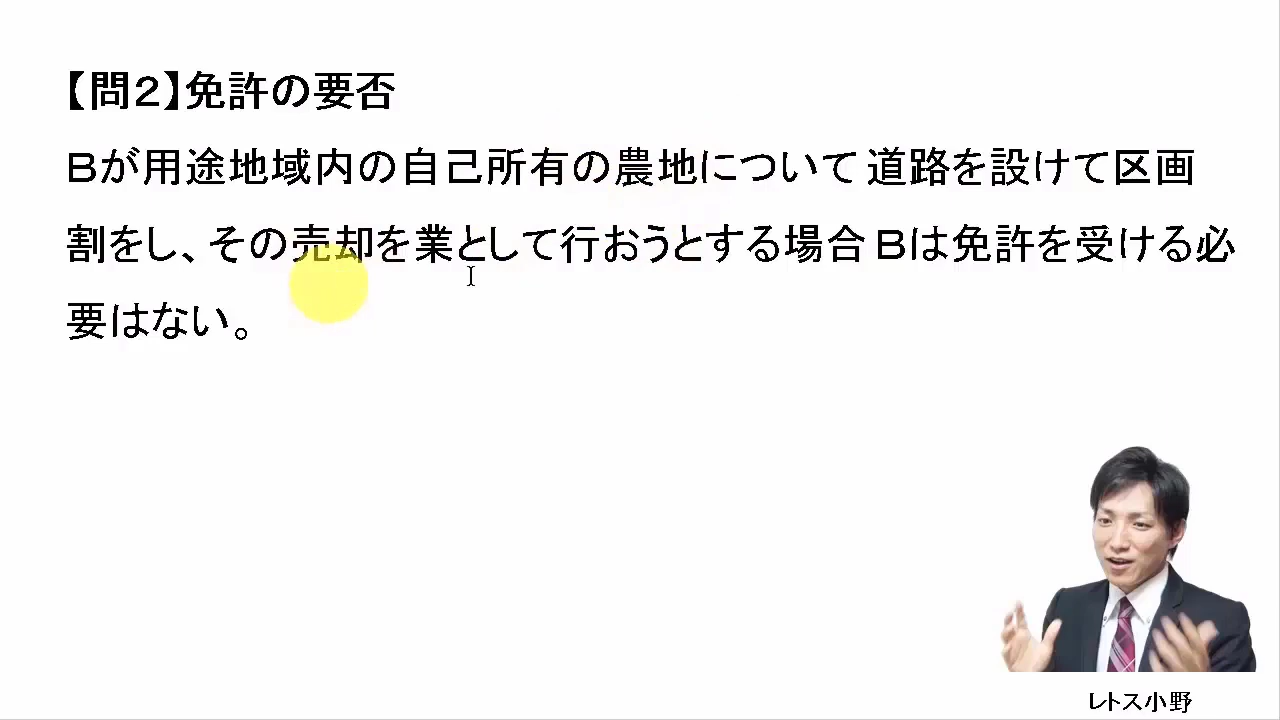 【問２】免許の要否
Ｂが用途地域内の自己所有の農地について道路を設けて区画
割をし、その売却を業として行おうとする場合Ｂは免許を受ける必
要はない。
レトス小野